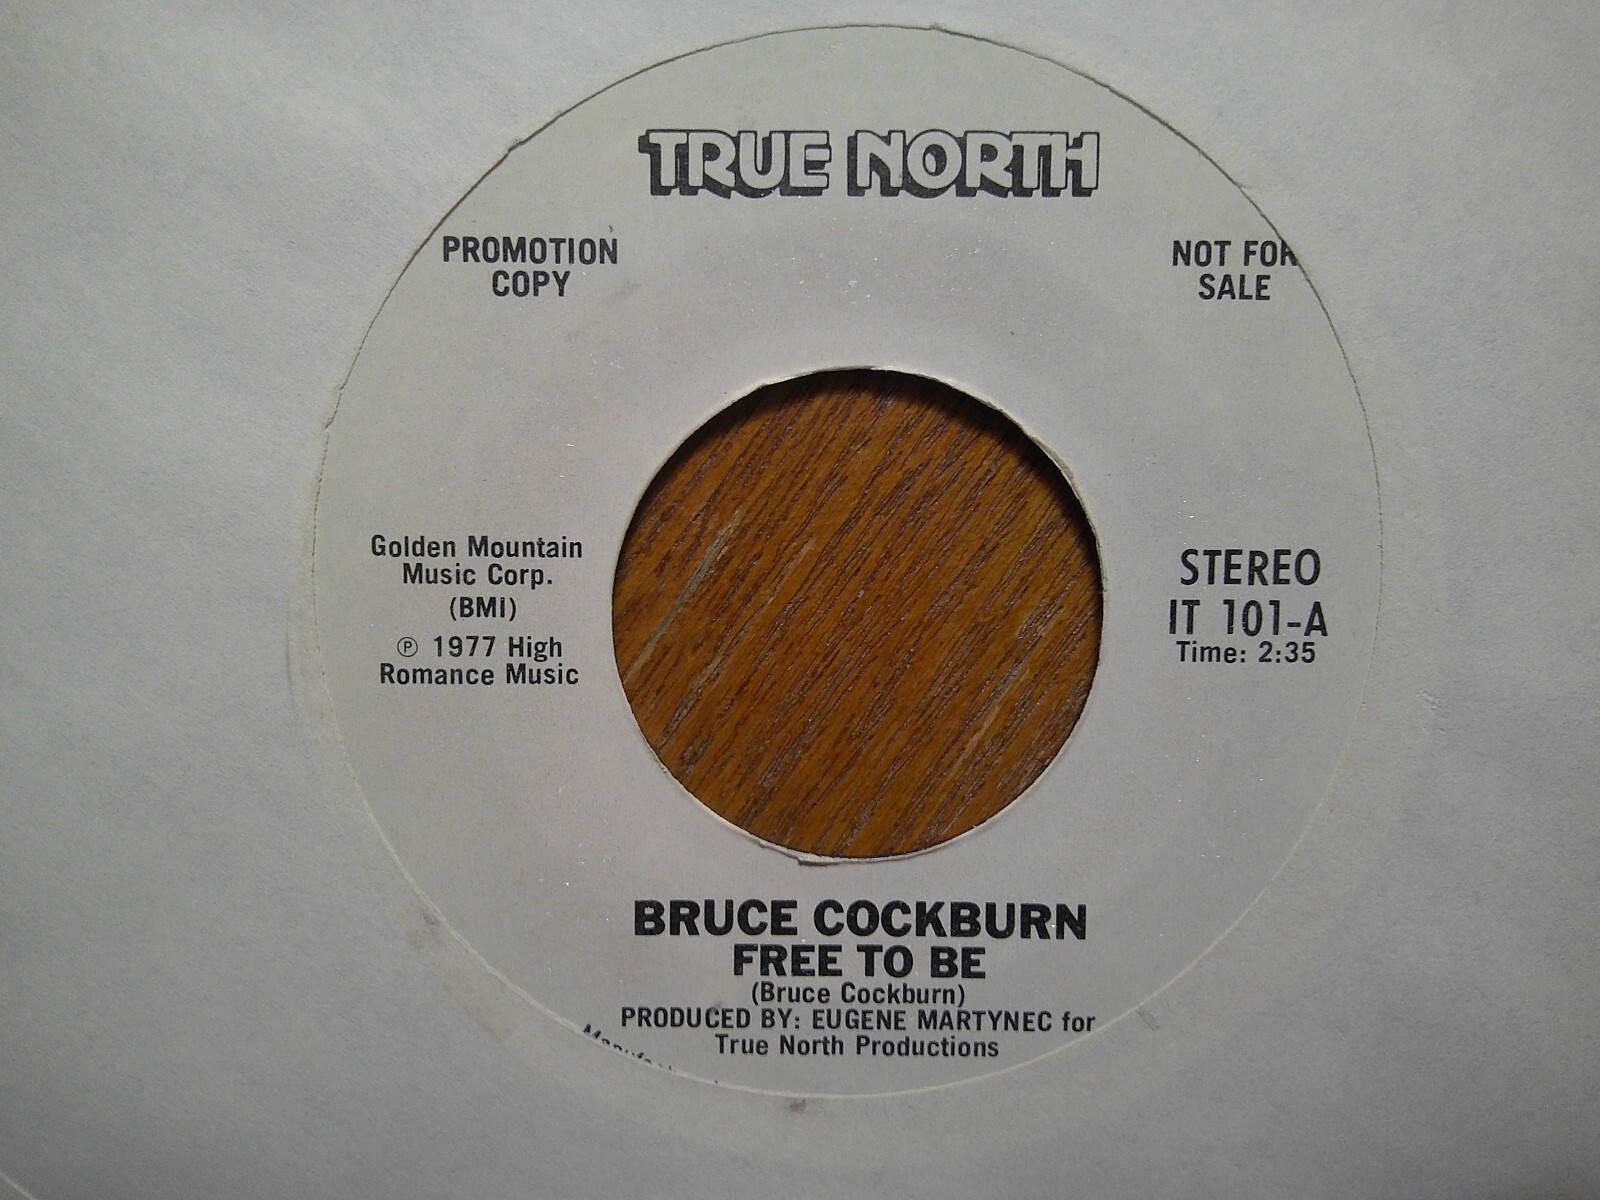 TRUE NORTH
PROMOTION
COPY
NOT FOR
SALE
Golden Mountain
Music Corp.
(BMI)
℗ 1977 High
Romance Music
STEREO
IT 101-A
Time: 2:35
BRUCE COCKBURN
FREE TO BE
(Bruce Cockburn)
PRODUCED BY: EUGENE MARTYNEC for
True North Productions